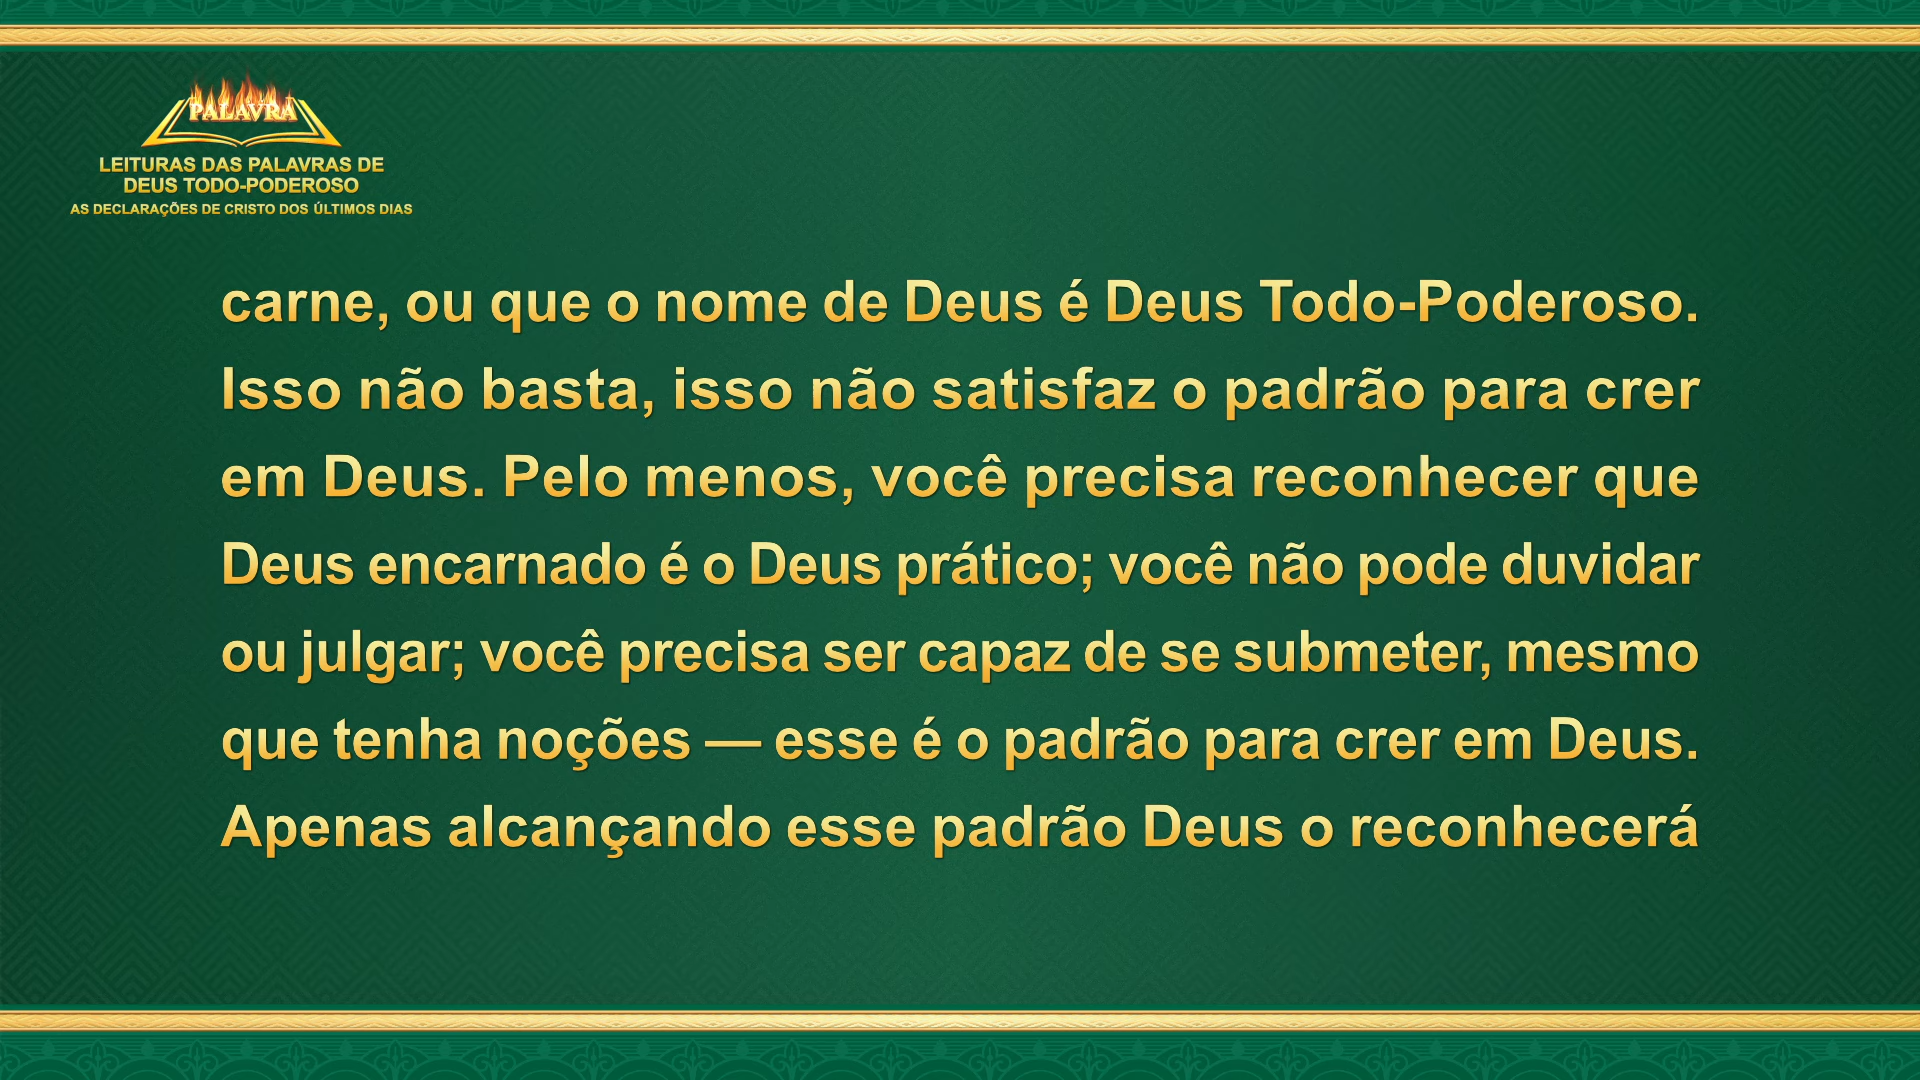 PALAVRA
LEITURAS DAS PALAVRAS DE
DEUS TODO-PODEROSO
AS DECLARAÇÕES DE CRISTO DOS ÚLTIMOS DIAS
carne, ou que o nome de Deus é Deus Todo-Poderoso.
Isso não basta, isso não satisfaz o padrão para crer
em Deus. Pelo menos, você precisa reconhecer que
Deus encarnado é o Deus prático; você não pode duvidar
ou julgar; você precisa ser capaz de se submeter, mesmo
que tenha noções — esse é o padrão para crer em Deus.
Apenas alcançando esse padrão Deus o reconhecerá